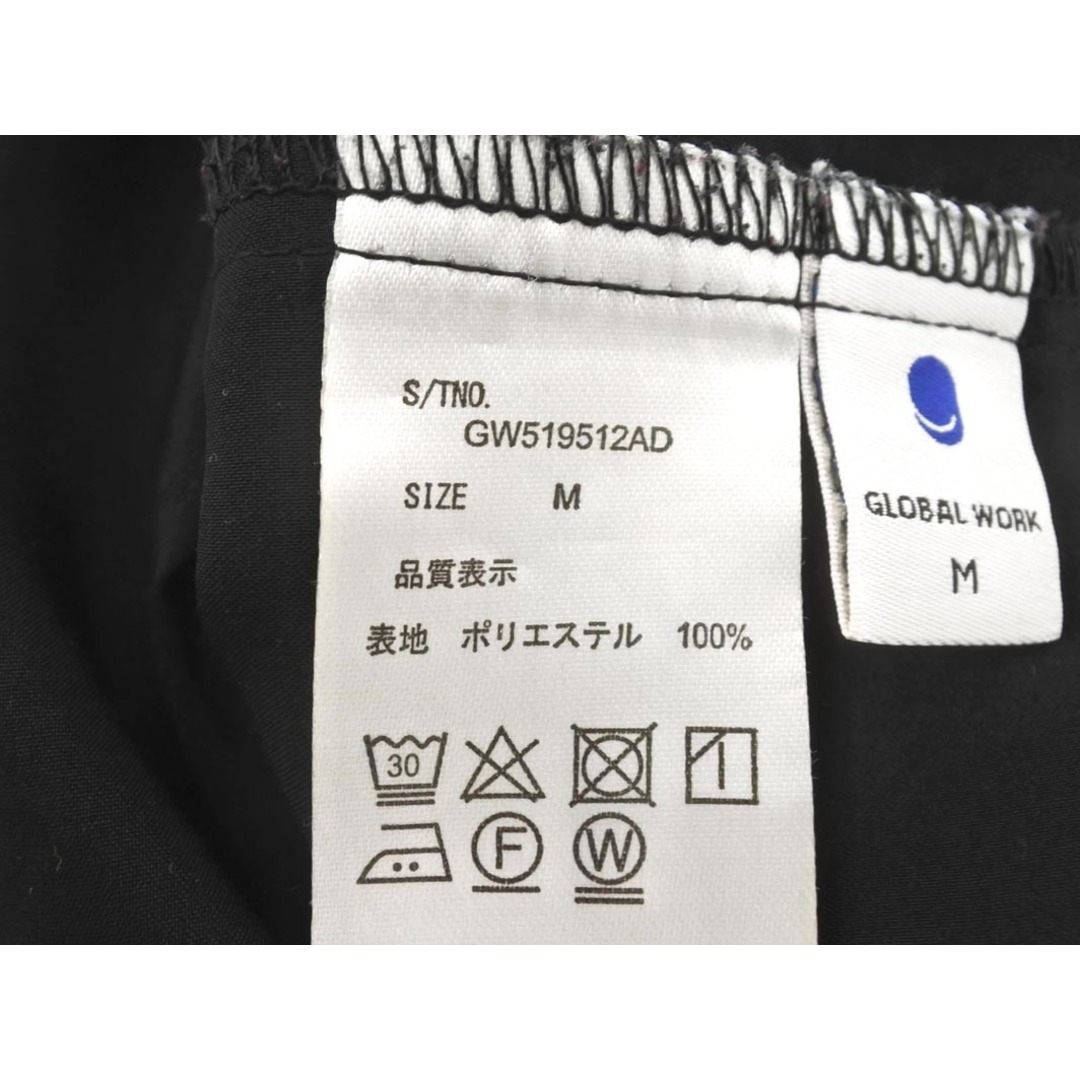 S/TNO.
GW519512AD
SIZE M
品質表示
表地 ポリエステル 100%
30
F
W
GLOBAL WORK
M